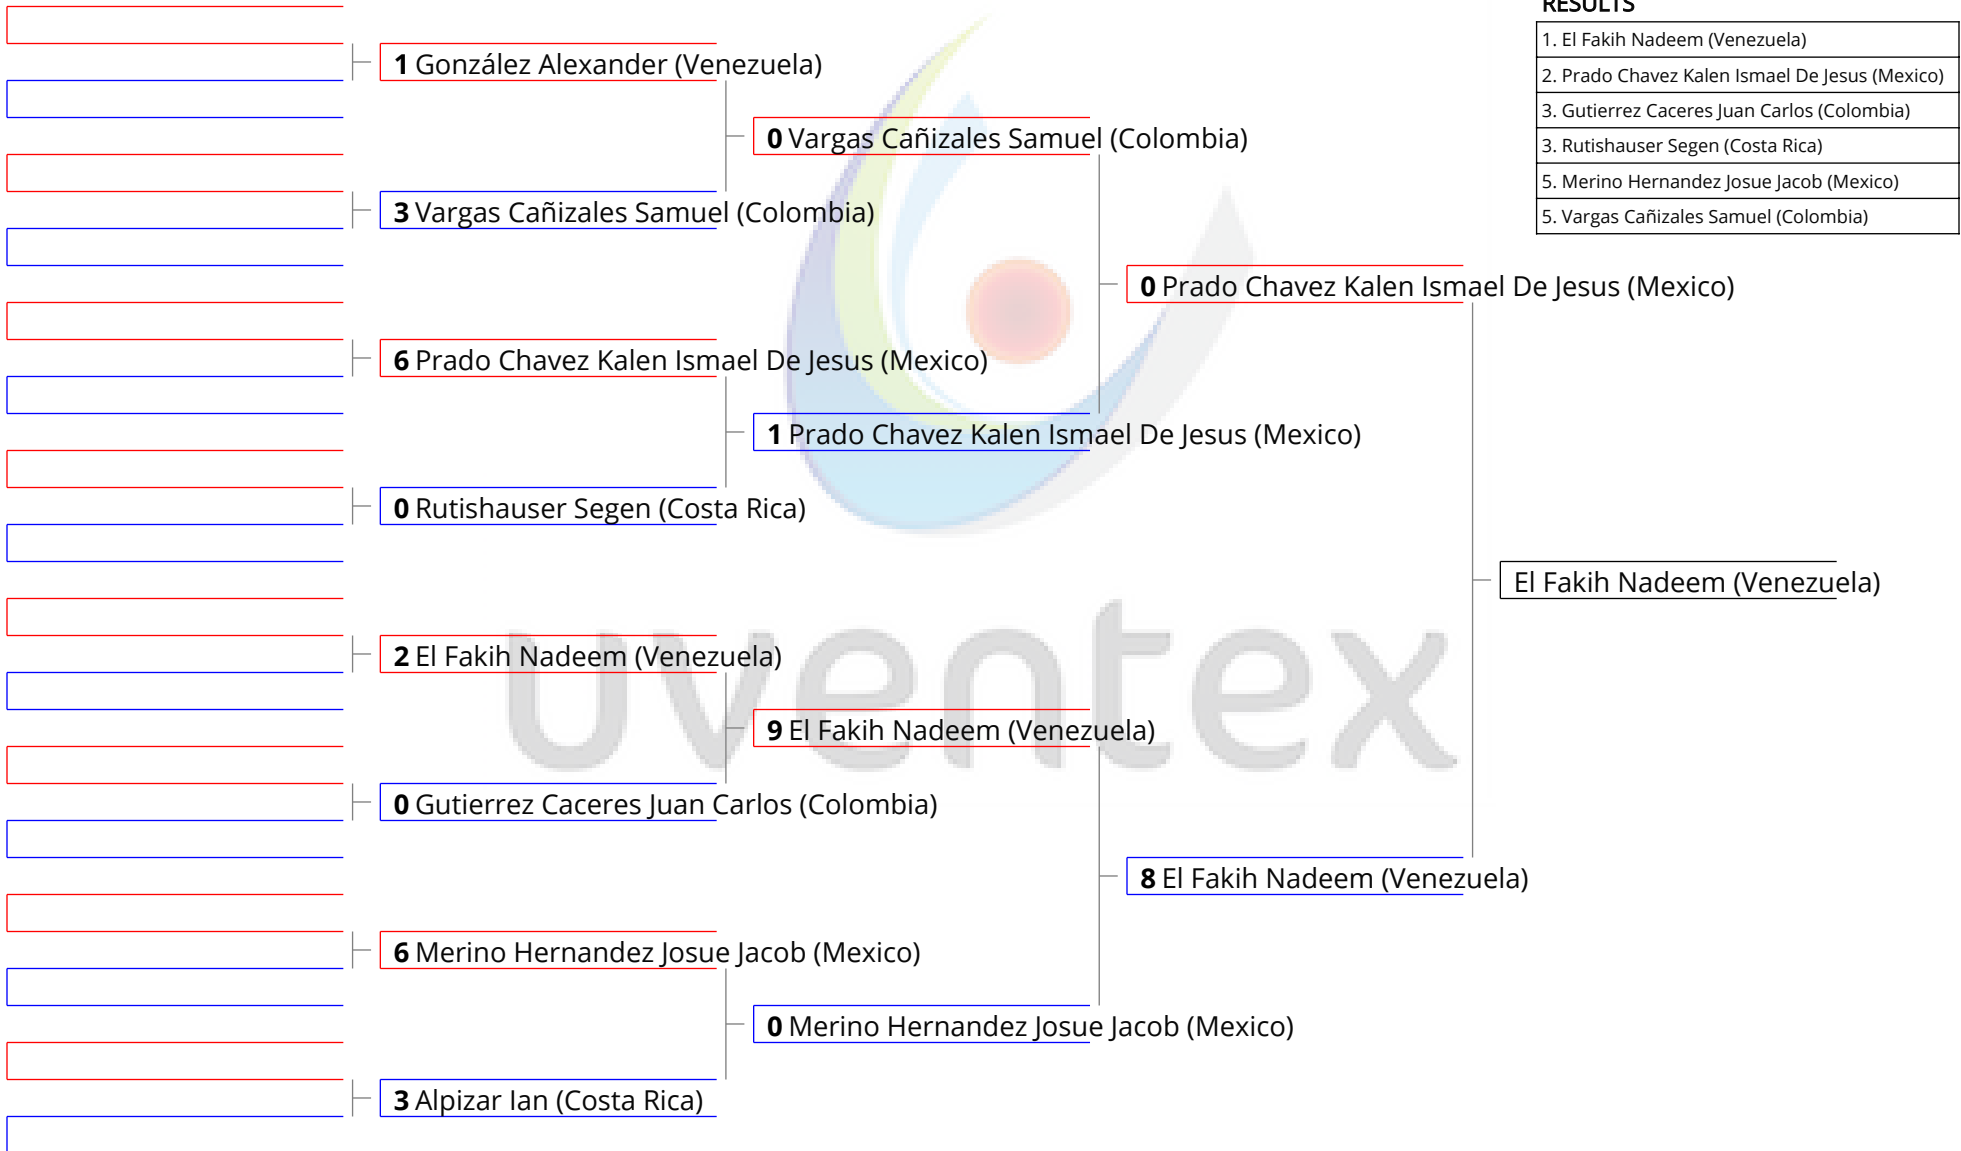 RESULTS
1. El Fakih Nadeem (Venezuela)
2. Prado Chavez Kalen Ismael De Jesus (Mexico)
3. Gutierrez Caceres Juan Carlos (Colombia)
3. Rutishauser Segen (Costa Rica)
5. Merino Hernandez Josue Jacob (Mexico)
5. Vargas Cañizales Samuel (Colombia)
1 González Alexander (Venezuela)
3 Vargas Cañizales Samuel (Colombia)
6 Prado Chavez Kalen Ismael De Jesus (Mexico)
0 Rutishauser Segen (Costa Rica)
2 El Fakih Nadeem (Venezuela)
0 Gutierrez Caceres Juan Carlos (Colombia)
6 Merino Hernandez Josue Jacob (Mexico)
3 Alpizar Ian (Costa Rica)
0 Vargas Cañizales Samuel (Colombia)
1 Prado Chavez Kalen Ismael De Jesus (Mexico)
9 El Fakih Nadeem (Venezuela)
0 Merino Hernandez Josue Jacob (Mexico)
0 Prado Chavez Kalen Ismael De Jesus (Mexico)
8 El Fakih Nadeem (Venezuela)
El Fakih Nadeem (Venezuela)
uventex